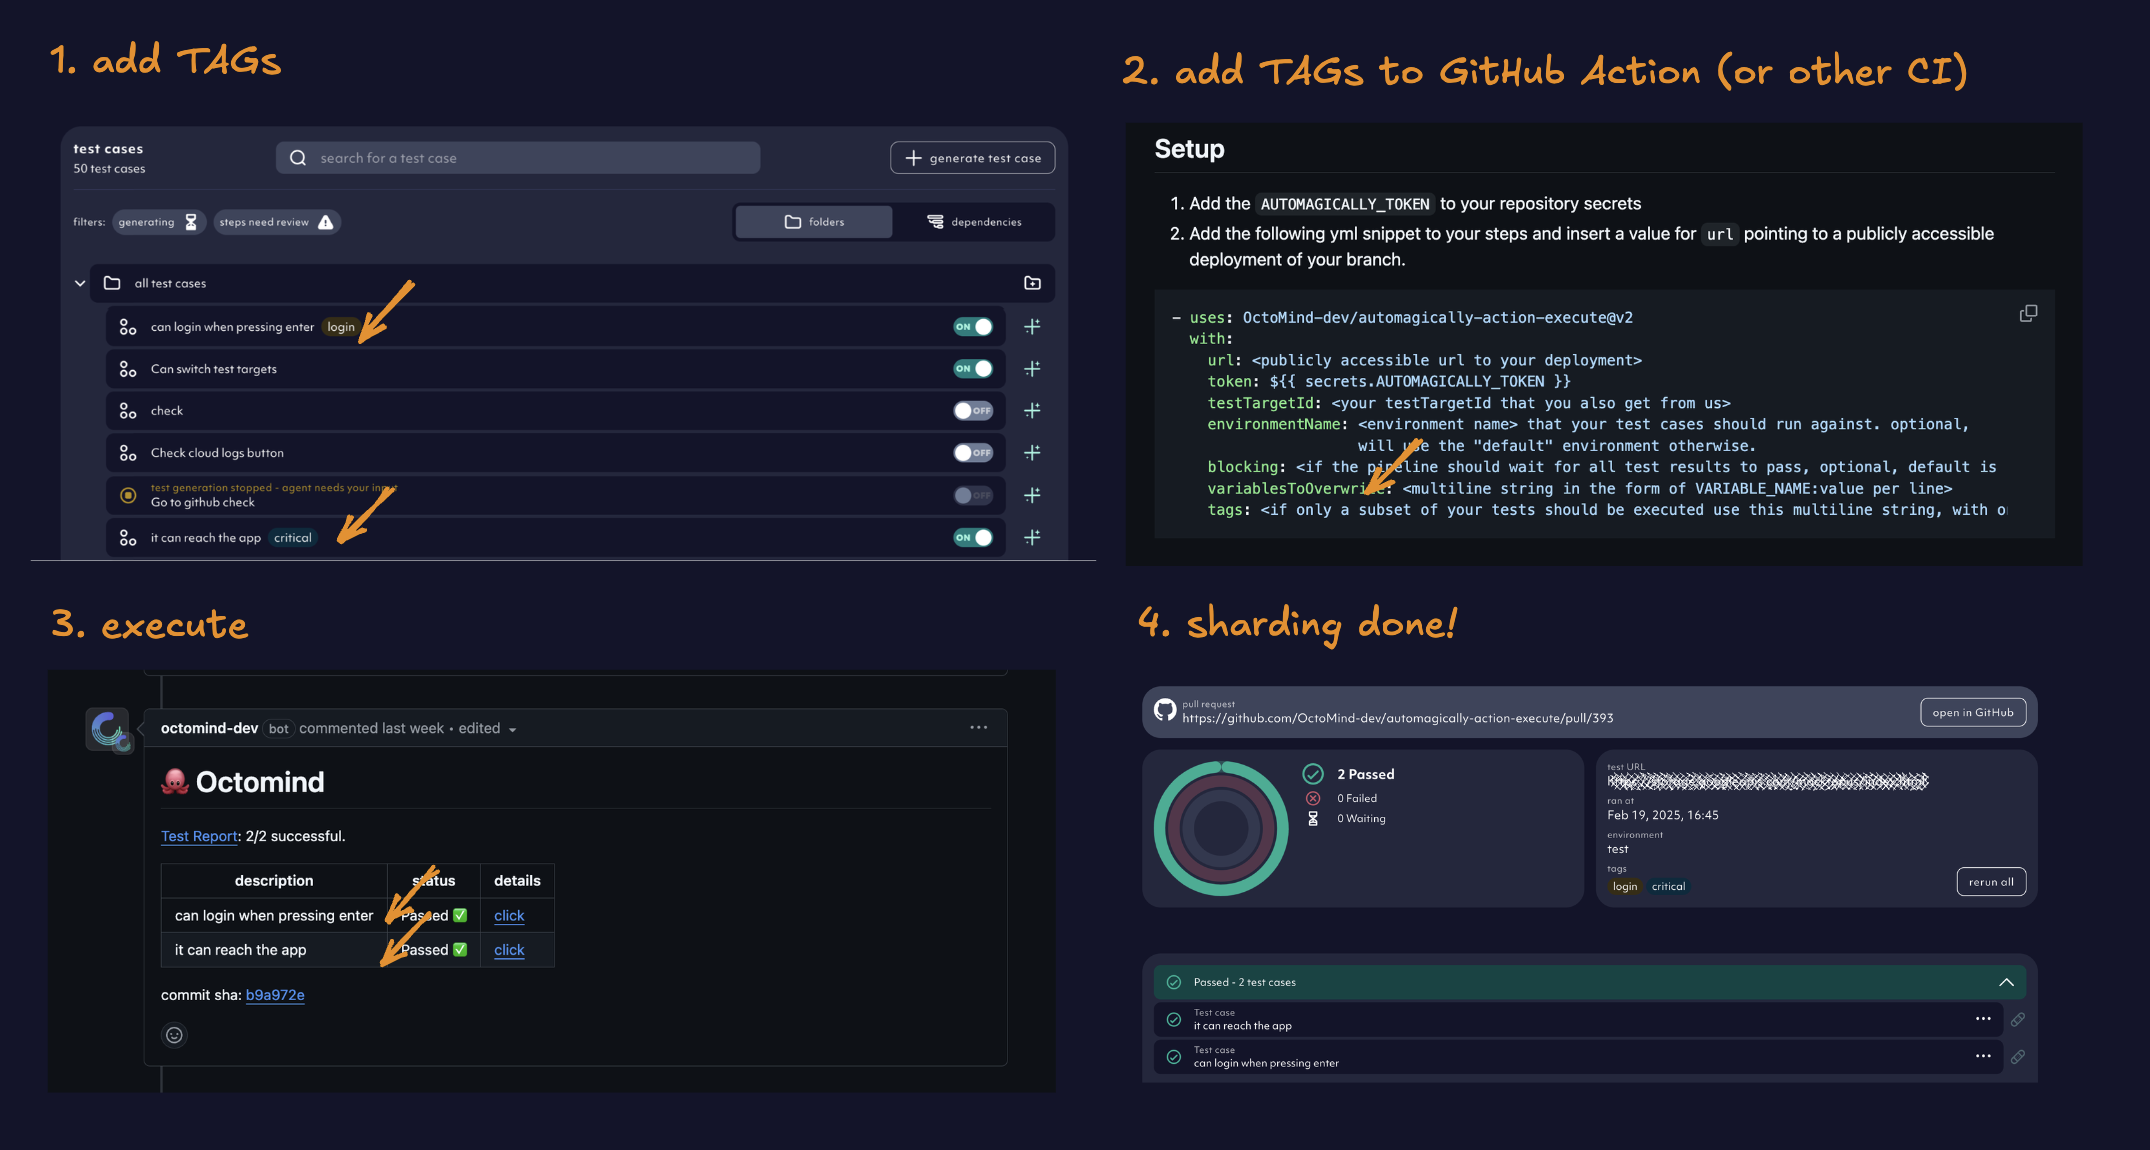 1. add TAGs
test cases
50 test cases
search for a test case
generate test case
filters:
generating
steps need review
folders
dependencies
all test cases
can login when pressing enter login
ON
Can switch test targets
ON
check
OFF
Check cloud logs button
OFF
test generation stopped - agent needs your input
Go to github check
OFF
it can reach the app critical
ON
2. add TAGs to GitHub Action (or other CI)
Setup
1. Add the AUTOMAGICALLY_TOKEN to your repository secrets
2. Add the following yml snippet to your steps and insert a value for url pointing to a publicly accessible
deployment of your branch.
- uses: OctoMind-dev/automagically-action-execute@v2
with:
url: <publicly accessible url to your deployment>
token: ${{ secrets.AUTOMAGICALLY_TOKEN }}
testTargetId: <your testTargetId that you also get from us>
environmentName: <environment name> that your test cases should run against. optional,
will use the "default" environment otherwise.
blocking: <if the pipeline should wait for all test results to pass, optional, default is
variablesToOverwrite: <multiline string in the form of VARIABLE_NAME:value per line>
tags: <if only a subset of your tests should be executed use this multiline string, with
3. execute
octomind-dev bot commented last week • edited
Octomind
Test Report: 2/2 successful.
description status details
can login when pressing enter Passed click
it can reach the app Passed click
commit sha: b9a972e
4. sharding done!
pull request
https://github.com/OctoMind-dev/automagically-action-execute/pull/393
open in GitHub
2 Passed
0 Failed
0 Waiting
test URL
ran at
Feb 19, 2025, 16:45
environment
test
tags
login critical
rerun all
Passed - 2 test cases
Test case
it can reach the app
Test case
can login when pressing enter